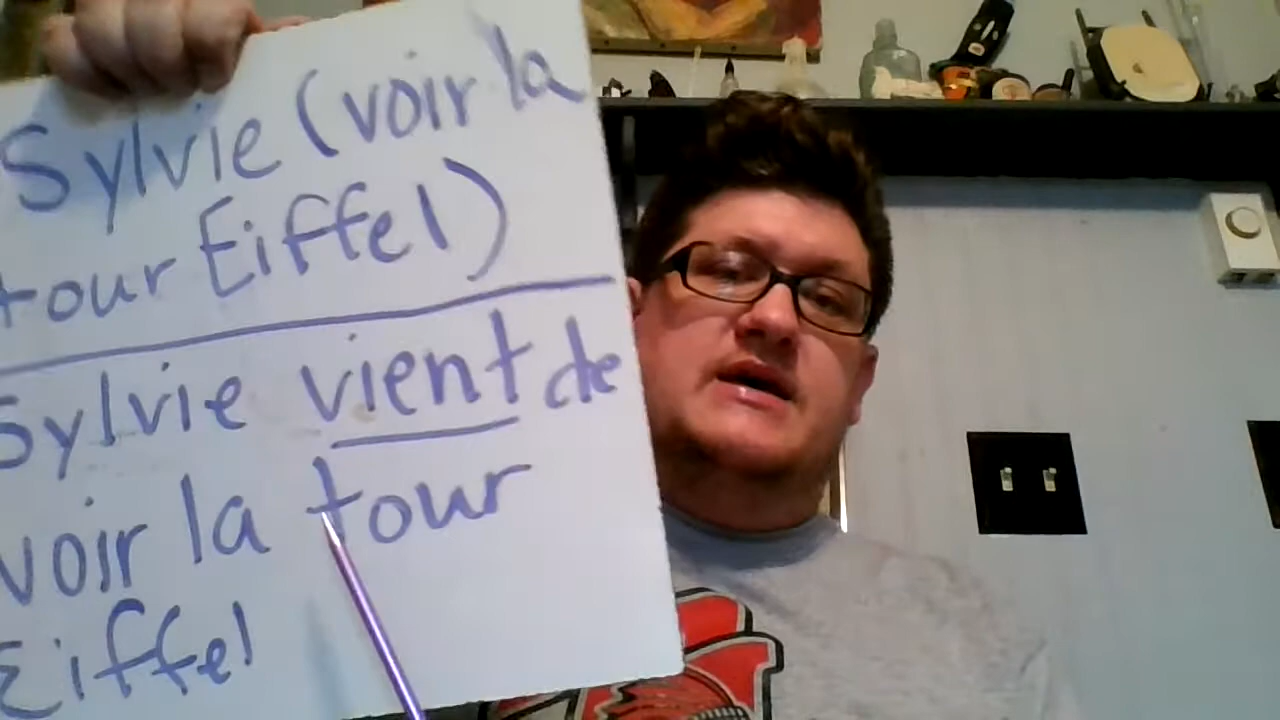 Sylvie (voir la
tour Eiffel)
Sylvie vient de
voir la tour
Eiffel